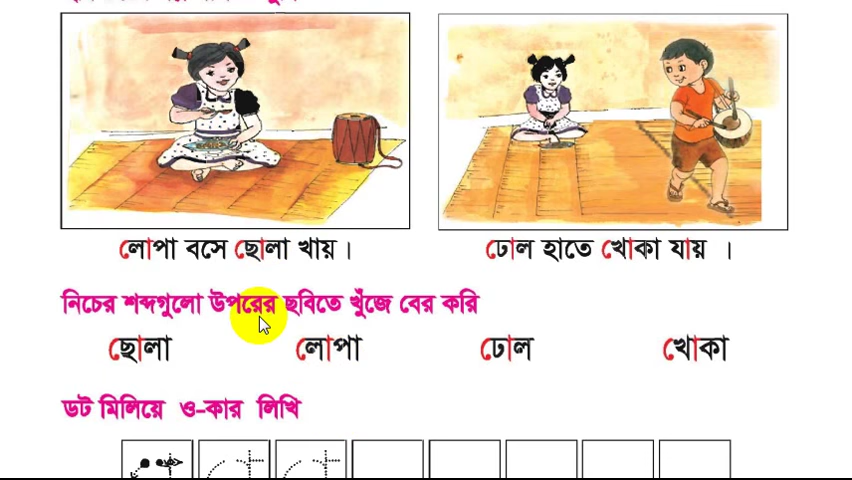 লোপা বসে ছোলা খায়।
ঢোল হাতে খোকা যায় ।
নিচের শব্দগুলো উপরের ছবিতে খুঁজে বের করি
ছোলা লোপা ঢোল খোকা
ডট মিলিয়ে ও-কার লিখি